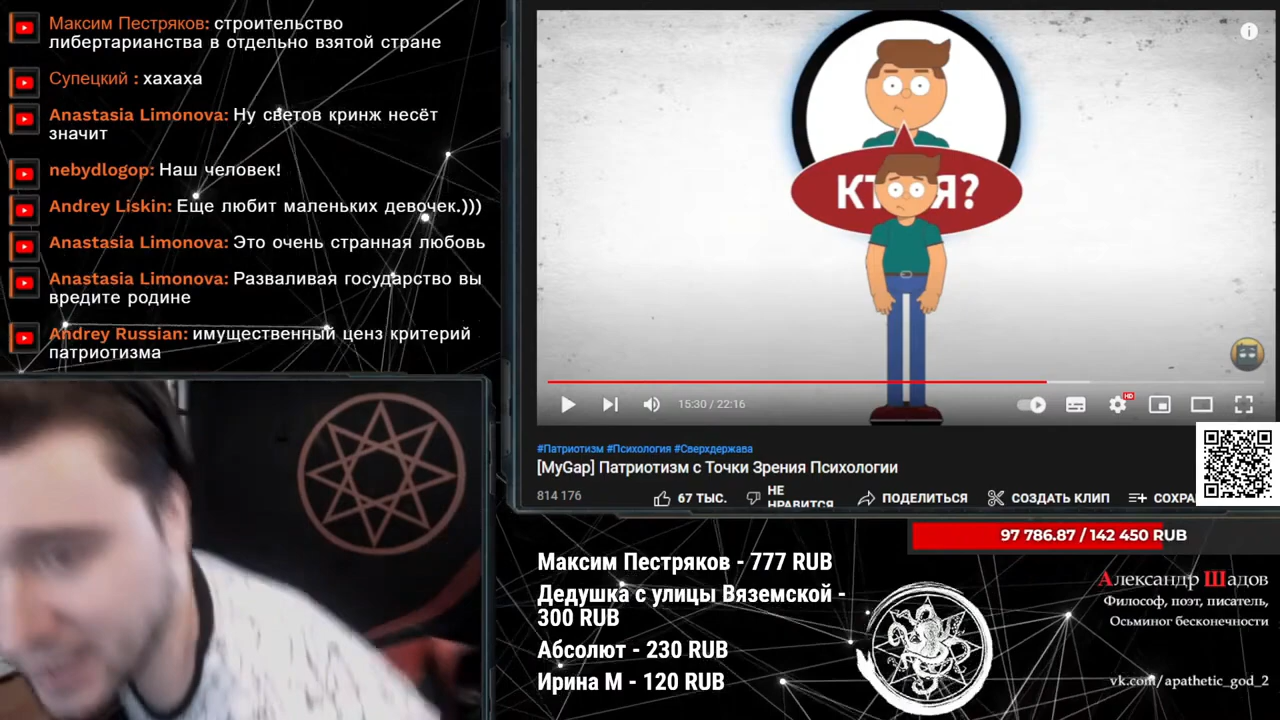 Максим Пестряков: строительство
либертарианства в отдельно взятой стране
Супецкий : хахаха
Anastasia Limonova: Ну светов кринж несёт
значит
nebydlogop: Наш человек!
Andrey Liskin: Еще любит маленьких девочек.)))
Anastasia Limonova: Это очень странная любовь
Anastasia Limonova: Разваливая государство вы
вредите родине
Andrey Russian: имущественный ценз критерий
патриотизма
Я?
15:30 / 22:16
HD
#Патриотизм #Психология #Сверхдержава
[MyGap] Патриотизм с Точки Зрения Психологии
814 176
67 ТЫС.
НЕ
НРАВИТСЯ
ПОДЕЛИТЬСЯ
СОЗДАТЬ КЛИП
97 786.87 / 142 450 RUB
Максим Пестряков - 777 RUB
Дедушка с улицы Вяземской -
300 RUB
Абсолют - 230 RUB
Ирина М - 120 RUB
Александр Шадов
Философ, поэт, писатель,
Осьминог бесконечности
vk.com/apathetic_god_2